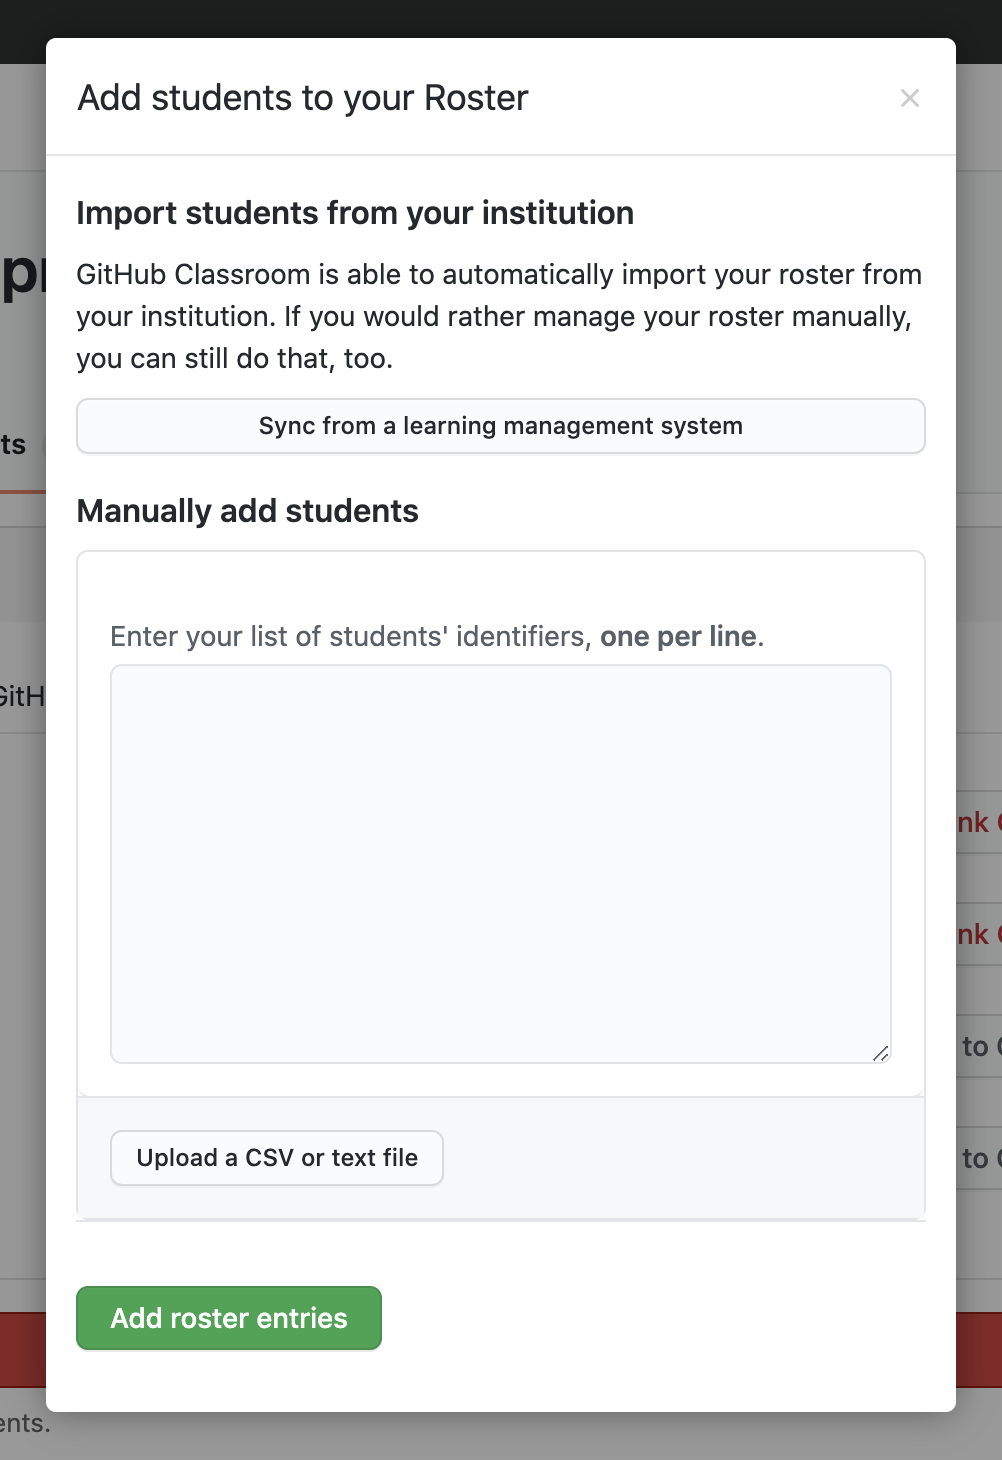 Add students to your Roster
Import students from your institution
GitHub Classroom is able to automatically import your roster from
your institution. If you would rather manage your roster manually,
you can still do that, too.
Sync from a learning management system
Manually add students
Enter your list of students' identifiers, one per line.
Upload a CSV or text file
Add roster entries
pr
ts
GitH
nk
nk
to
to
ents.